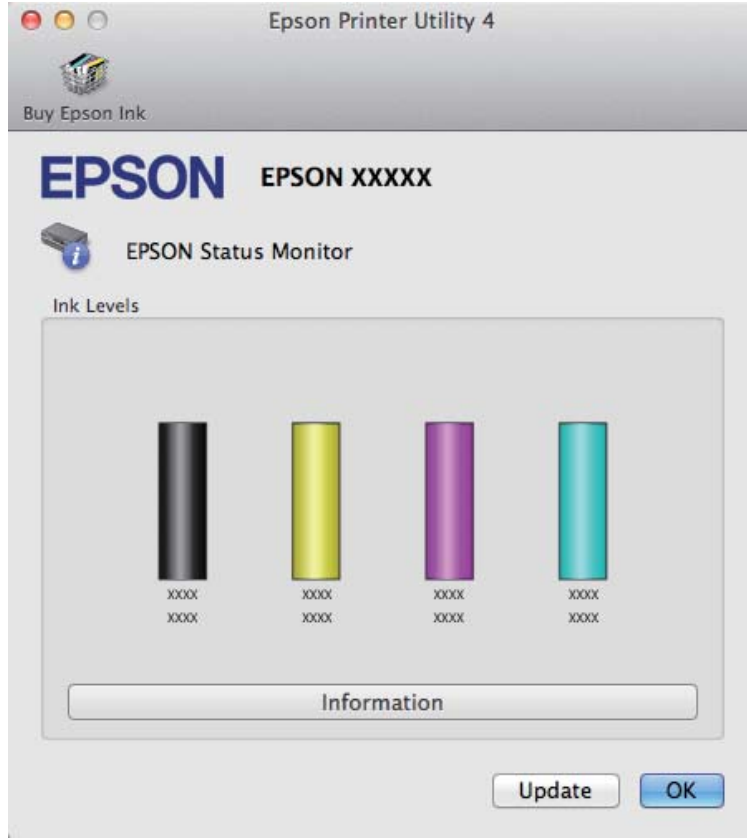 Epson Printer Utility 4
Buy Epson Ink
EPSON EPSON XXXXX
EPSON Status Monitor
Ink Levels
xxxx xxxx xxxx xxxx
xxxx xxxx xxxx xxxx
Information
Update OK